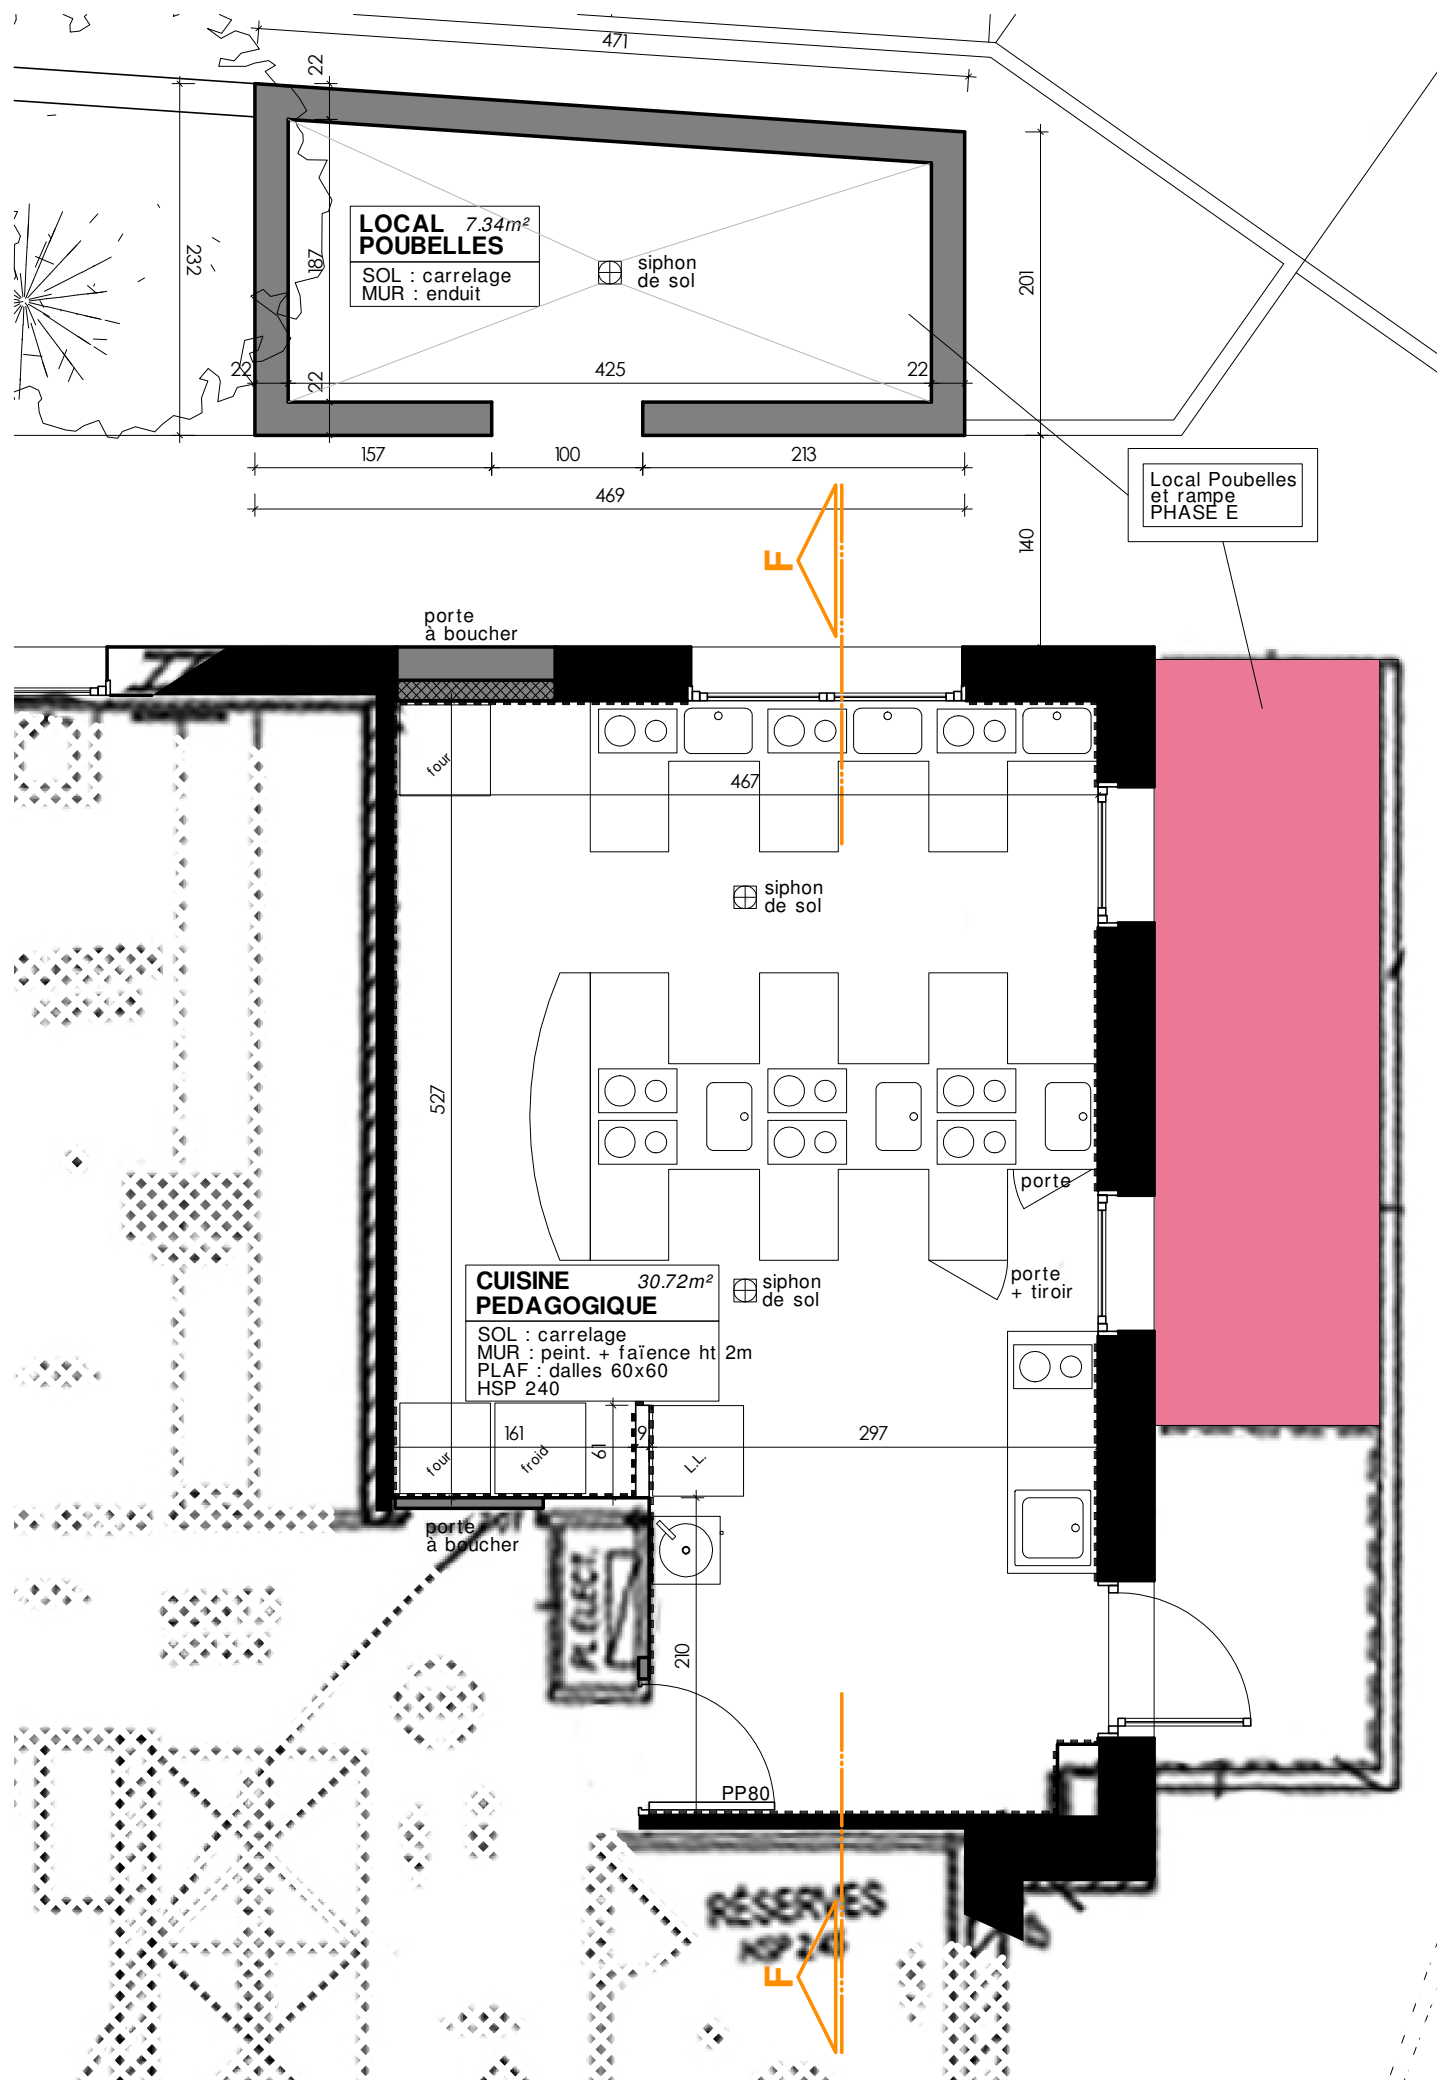 471
22
LOCAL 7.34m²
POUBELLES
SOL : carrelage
MUR : enduit
siphon
de sol
232
187
201
22
22
425
22
157
100
213
469
Local Poubelles
et rampe
PHASE E
140
F
porte
à boucher
four
467
siphon
de sol
527
porte
porte
+ tiroir
siphon
de sol
CUISINE 30.72m²
PEDAGOGIQUE
SOL : carrelage
MUR : peint. + faïence ht 2m
PLAF : dalles 60x60
HSP 240
161
9
297
61
four
froid
L.L.
porte
à boucher
PL.ELECT.
210
PP80
RÉSERVES
F